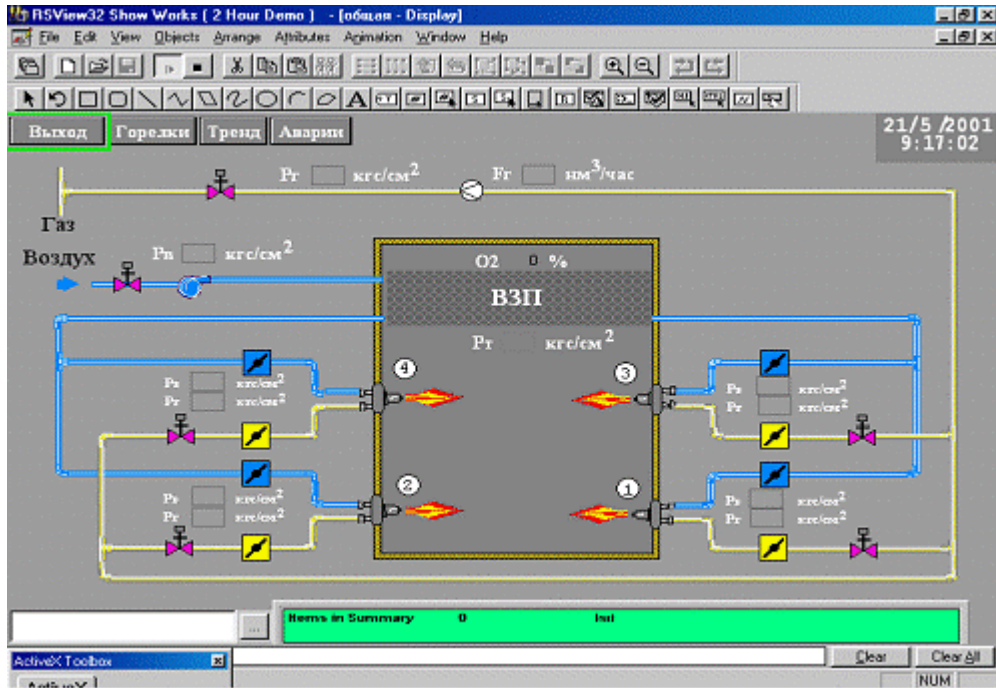 RSView32 Show Works ( 2 Hour Demo ) - [общая - Display]
File Edit View Objects Arrange Attributes Animation Window Help
Выход Горелки Тренд Аварии
21/5 /2001
9:17:02
Рг кгс/см2 Fг нм3/час
Газ
Воздух
Рв кгс/см2
O2 0 %
ВЗП
Рт кгс/см2
4
3
Рв кгс/см2
Рг кгс/см2
Рв кгс/см2
Рг кгс/см2
2
1
Рв кгс/см2
Рг кгс/см2
Рв кгс/см2
Рг кгс/см2
Items in Summary 0
...
ActiveX Toolbox
Clear Clear All
ActiveX
NUM